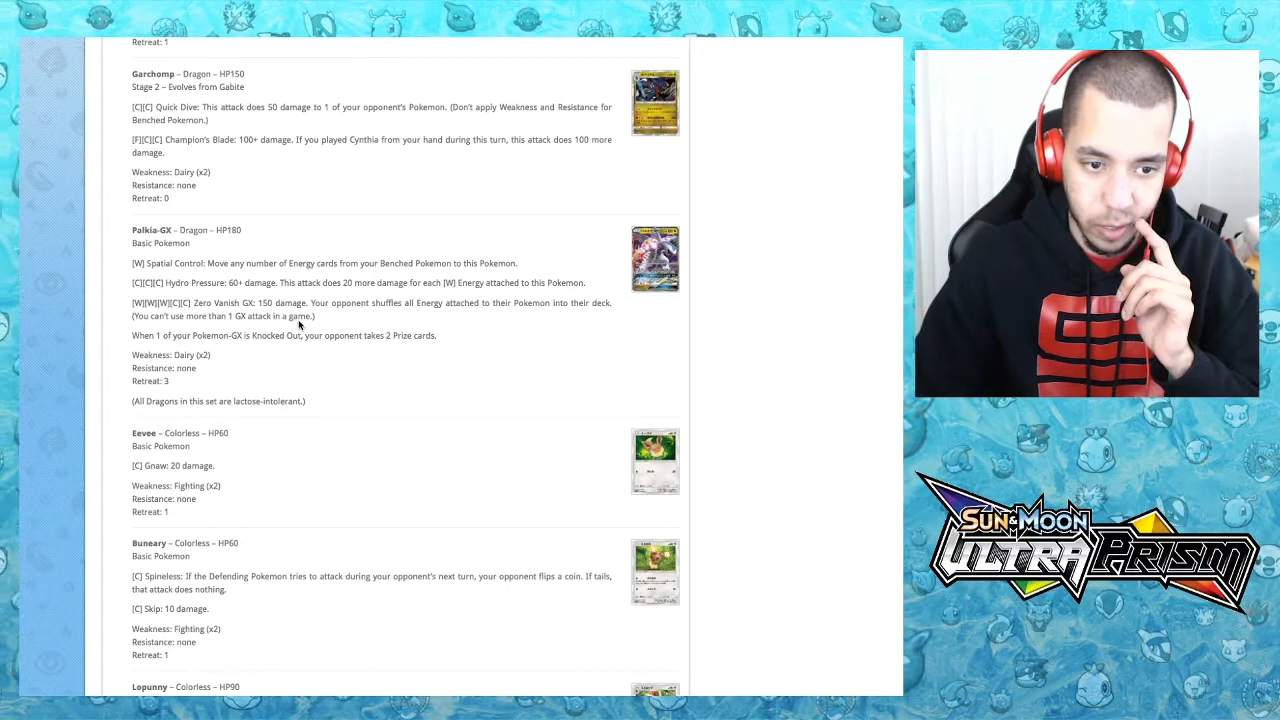 Retreat: 1
Garchomp – Dragon – HP150
Stage 2 – Evolves from Gabite
[C][C] Quick Dive: This attack does 50 damage to 1 of your opponent's Pokemon. (Don't apply Weakness and Resistance for
Benched Pokemon.)
[F][C][C] Champion's Blade: 100+ damage. If you played Cynthia from your hand during this turn, this attack does 100 more
damage.
Weakness: Dairy (x2)
Resistance: none
Retreat: 0
Palkia-GX – Dragon – HP180
Basic Pokemon
[W] Spatial Control: Move any number of Energy cards from your Benched Pokemon to this Pokemon.
[C][C][C] Hydro Pressure: 60+ damage. This attack does 20 more damage for each [W] Energy attached to this Pokemon.
[W][W][W][C][C] Zero Vanish GX: 150 damage. Your opponent shuffles all Energy attached to their Pokemon into their deck.
(You can't use more than 1 GX attack in a game.)
When 1 of your Pokemon-GX is Knocked Out, your opponent takes 2 Prize cards.
Weakness: Dairy (x2)
Resistance: none
Retreat: 3
(All Dragons in this set are lactose-intolerant.)
Eevee – Colorless – HP60
Basic Pokemon
[C] Gnaw: 20 damage.
Weakness: Fighting (x2)
Resistance: none
Retreat: 1
Buneary – Colorless – HP60
Basic Pokemon
[C] Spineless: If the Defending Pokemon tries to attack during your opponent's next turn, your opponent flips a coin. If tails,
that attack does nothing.
[C] Skip: 10 damage.
Weakness: Fighting (x2)
Resistance: none
Retreat: 1
Lopunny – Colorless – HP90
SUN & MOON
ULTRA PRISM